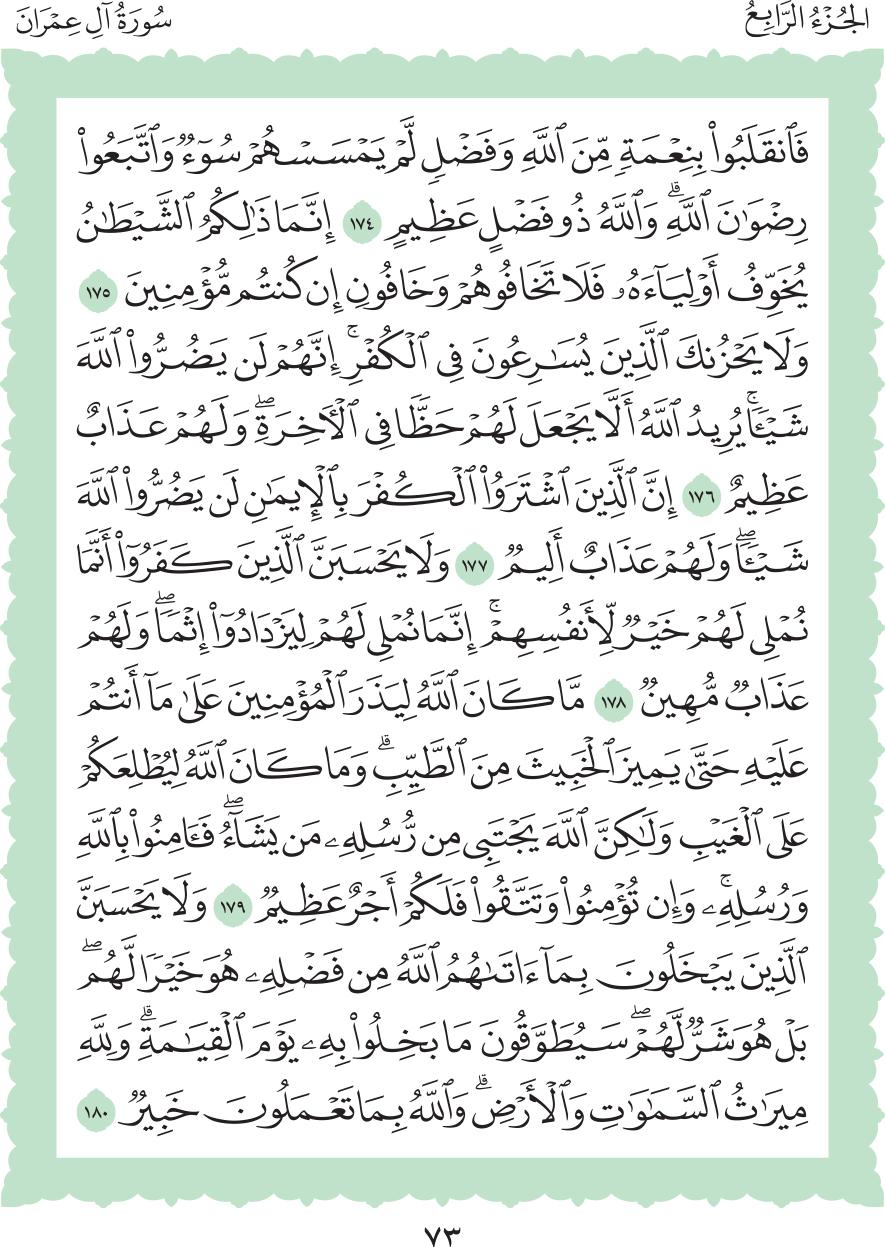 الجُزْءُ الرَّابِعُ
سُورَةُ آلِ عِمْرَانَ
فَٱنقَلَبُوا۟ بِنِعْمَةٍ مِّنَ ٱللَّهِ وَفَضْلٍ لَّمْ يَمْسَسْهُمْ سُوٓءٌ وَٱتَّبَعُوا۟
رِضْوَٰنَ ٱللَّهِ ۗ وَٱللَّهُ ذُو فَضْلٍ عَظِيمٍ ١٧٤ إِنَّمَا ذَٰلِكُمُ ٱلشَّيْطَٰنُ
يُخَوِّفُ أَوْلِيَآءَهُۥ فَلَا تَخَافُوهُمْ وَخَافُونِ إِن كُنتُم مُّؤْمِنِينَ ١٧٥
وَلَا يَحْزُنكَ ٱلَّذِينَ يُسَٰرِعُونَ فِى ٱلْكُفْرِ ۚ إِنَّهُمْ لَن يَضُرُّوا۟ ٱللَّهَ
شَيْـًٔا ۗ يُرِيدُ ٱللَّهُ أَلَّا يَجْعَلَ لَهُمْ حَظًّا فِى ٱلْـَٔاخِرَةِ ۖ وَلَهُمْ عَذَابٌ
عَظِيمٌ ١٧٦ إِنَّ ٱلَّذِينَ ٱشْتَرَوُا۟ ٱلْكُفْرَ بِٱلْإِيمَٰنِ لَن يَضُرُّوا۟ ٱللَّهَ
شَيْـًٔا ۖ وَلَهُمْ عَذَابٌ أَلِيمٌ ١٧٧ وَلَا يَحْسَبَنَّ ٱلَّذِينَ كَفَرُوٓا۟ أَنَّمَا
نُمْلِى لَهُمْ خَيْرٌ لِّأَنفُسِهِمْ ۚ إِنَّمَا نُمْلِى لَهُمْ لِيَزْدَادُوٓا۟ إِثْمًا ۖ وَلَهُمْ
عَذَابٌ مُّهِينٌ ١٧٨ مَّا كَانَ ٱللَّهُ لِيَذَرَ ٱلْمُؤْمِنِينَ عَلَىٰ مَآ أَنتُمْ
عَلَيْهِ حَتَّىٰ يَمِيزَ ٱلْخَبِيثَ مِنَ ٱلطَّيِّبِ ۗ وَمَا كَانَ ٱللَّهُ لِيُطْلِعَكُمْ
عَلَى ٱلْغَيْبِ وَلَٰكِنَّ ٱللَّهَ يَجْتَبِى مِن رُّسُلِهِۦ مَن يَشَآءُ ۖ فَـَٔامِنُوا۟ بِٱللَّهِ
وَرُسُلِهِۦ ۚ وَإِن تُؤْمِنُوا۟ وَتَتَّقُوا۟ فَلَكُمْ أَجْرٌ عَظِيمٌ ١٧٩ وَلَا يَحْسَبَنَّ
ٱلَّذِينَ يَبْخَلُونَ بِمَآ ءَاتَىٰهُمُ ٱللَّهُ مِن فَضْلِهِۦ هُوَ خَيْرًا لَّهُم ۖ
بَلْ هُوَ شَرٌّ لَّهُمْ ۖ سَيُطَوَّقُونَ مَا بَخِلُوا۟ بِهِۦ يَوْمَ ٱلْقِيَٰمَةِ ۗ وَلِلَّهِ
مِيرَٰثُ ٱلسَّمَٰوَٰتِ وَٱلْأَرْضِ ۗ وَٱللَّهُ بِمَا تَعْمَلُونَ خَبِيرٌ ١٨٠
٧٣